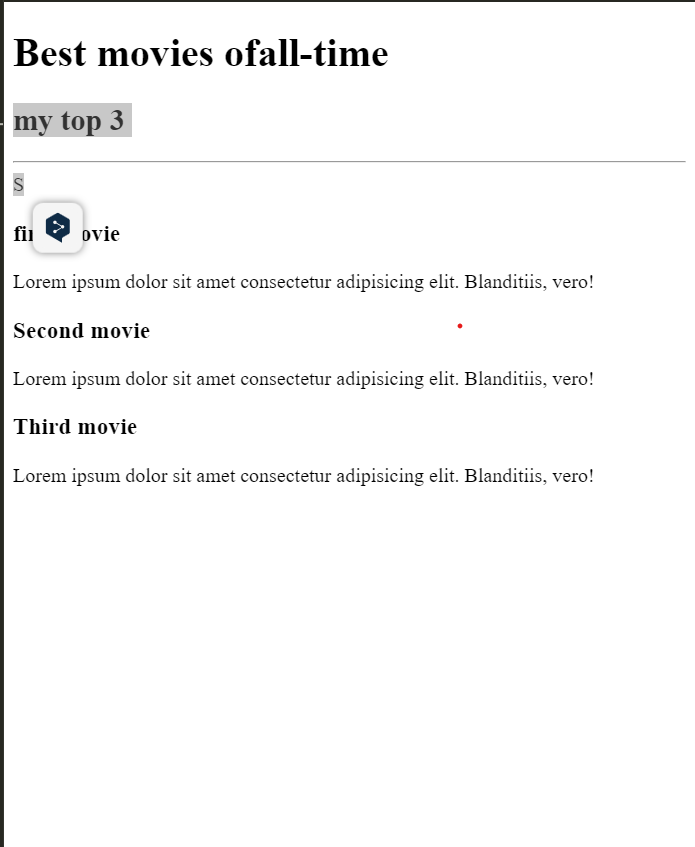 Best movies ofall-time
my top 3
S
ovie
Lorem ipsum dolor sit amet consectetur adipisicing elit. Blanditiis, vero!
Second movie
Lorem ipsum dolor sit amet consectetur adipisicing elit. Blanditiis, vero!
Third movie
Lorem ipsum dolor sit amet consectetur adipisicing elit. Blanditiis, vero!